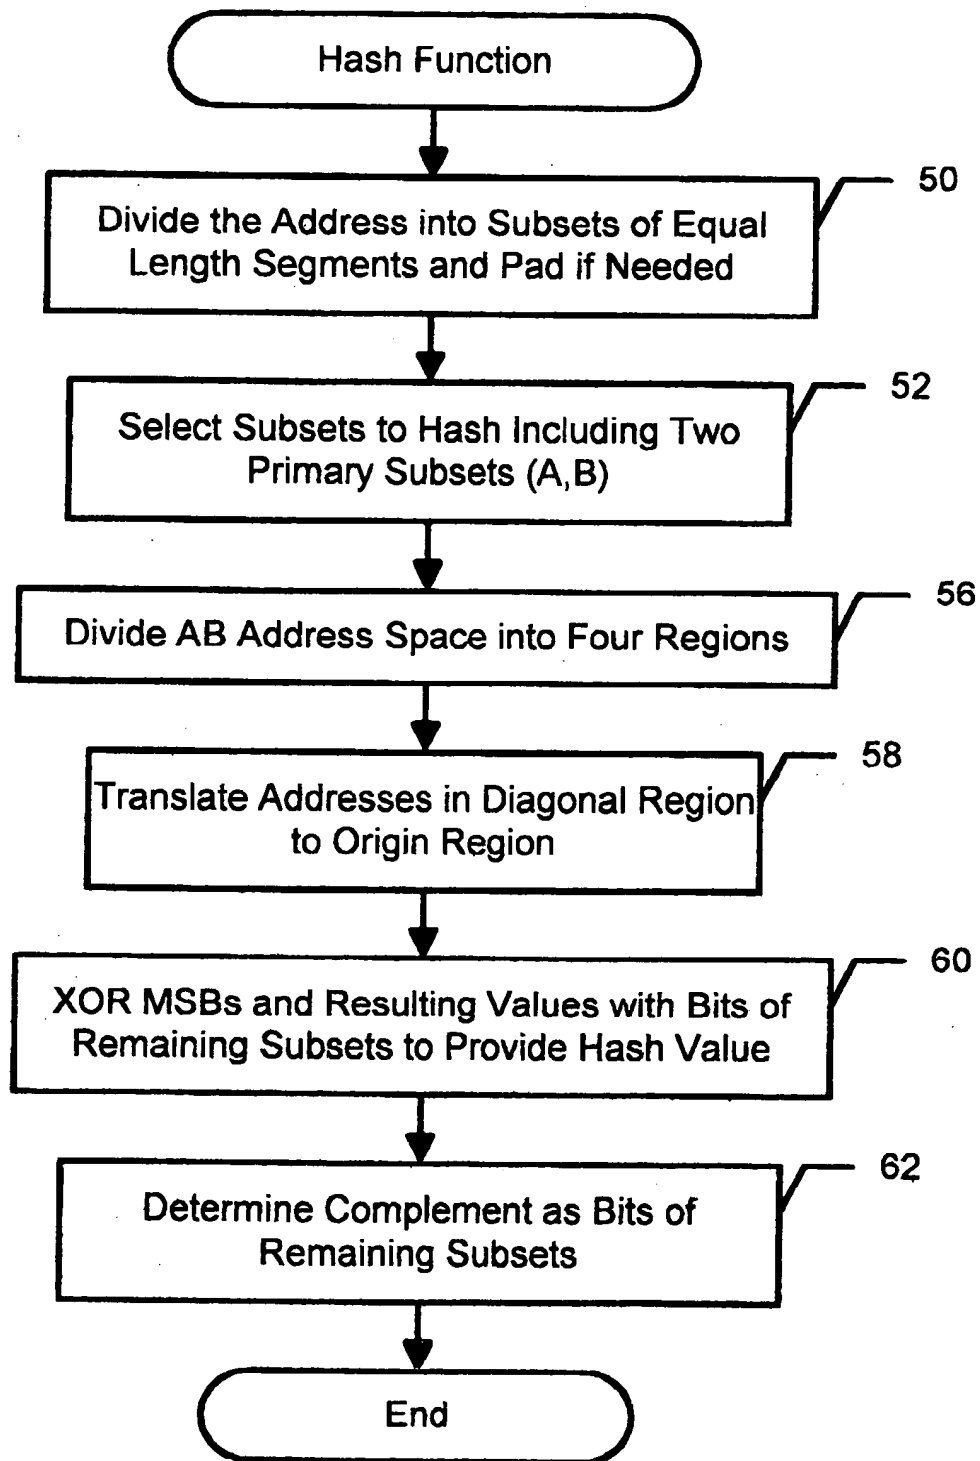 Hash Function
50
Divide the Address into Subsets of Equal
Length Segments and Pad if Needed
52
Select Subsets to Hash Including Two
Primary Subsets (A,B)
56
Divide AB Address Space into Four Regions
58
Translate Addresses in Diagonal Region
to Origin Region
60
XOR MSBs and Resulting Values with Bits of
Remaining Subsets to Provide Hash Value
62
Determine Complement as Bits of
Remaining Subsets
End